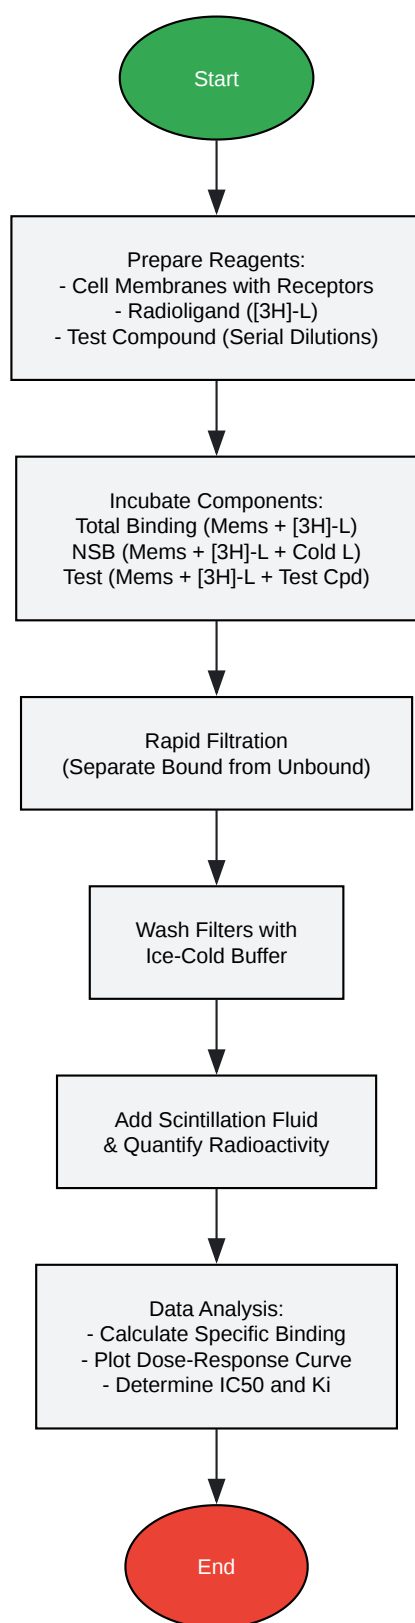 Start
Prepare Reagents:
- Cell Membranes with Receptors
- Radioligand ([3H]-L)
- Test Compound (Serial Dilutions)
Incubate Components:
Total Binding (Mems + [3H]-L)
NSB (Mems + [3H]-L + Cold L)
Test (Mems + [3H]-L + Test Cpd)
Rapid Filtration
(Separate Bound from Unbound)
Wash Filters with
Ice-Cold Buffer
Add Scintillation Fluid
& Quantify Radioactivity
Data Analysis:
- Calculate Specific Binding
- Plot Dose-Response Curve
- Determine IC50 and Ki
End